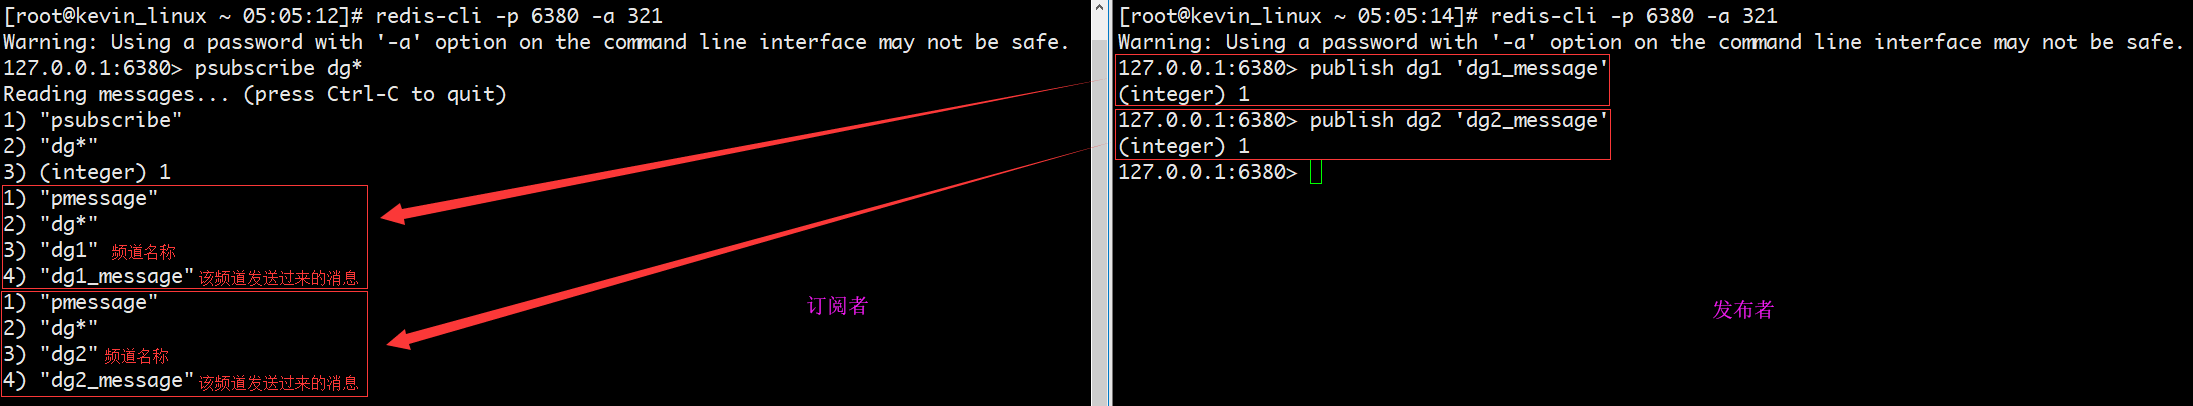 [root@kevin_linux ~ 05:05:12]# redis-cli -p 6380 -a 321
Warning: Using a password with '-a' option on the command line interface may not be safe.
127.0.0.1:6380> psubscribe dg*
Reading messages... (press Ctrl-C to quit)
1) "psubscribe"
2) "dg*"
3) (integer) 1
1) "pmessage"
2) "dg*"
3) "dg1" 频道名称
4) "dg1_message" 该频道发送过来的消息
1) "pmessage"
2) "dg*"
3) "dg2" 频道名称
4) "dg2_message" 该频道发送过来的消息
订阅者
[root@kevin_linux ~ 05:05:14]# redis-cli -p 6380 -a 321
Warning: Using a password with '-a' option on the command line interface may not be safe.
127.0.0.1:6380> publish dg1 'dg1_message'
(integer) 1
127.0.0.1:6380> publish dg2 'dg2_message'
(integer) 1
127.0.0.1:6380>
发布者